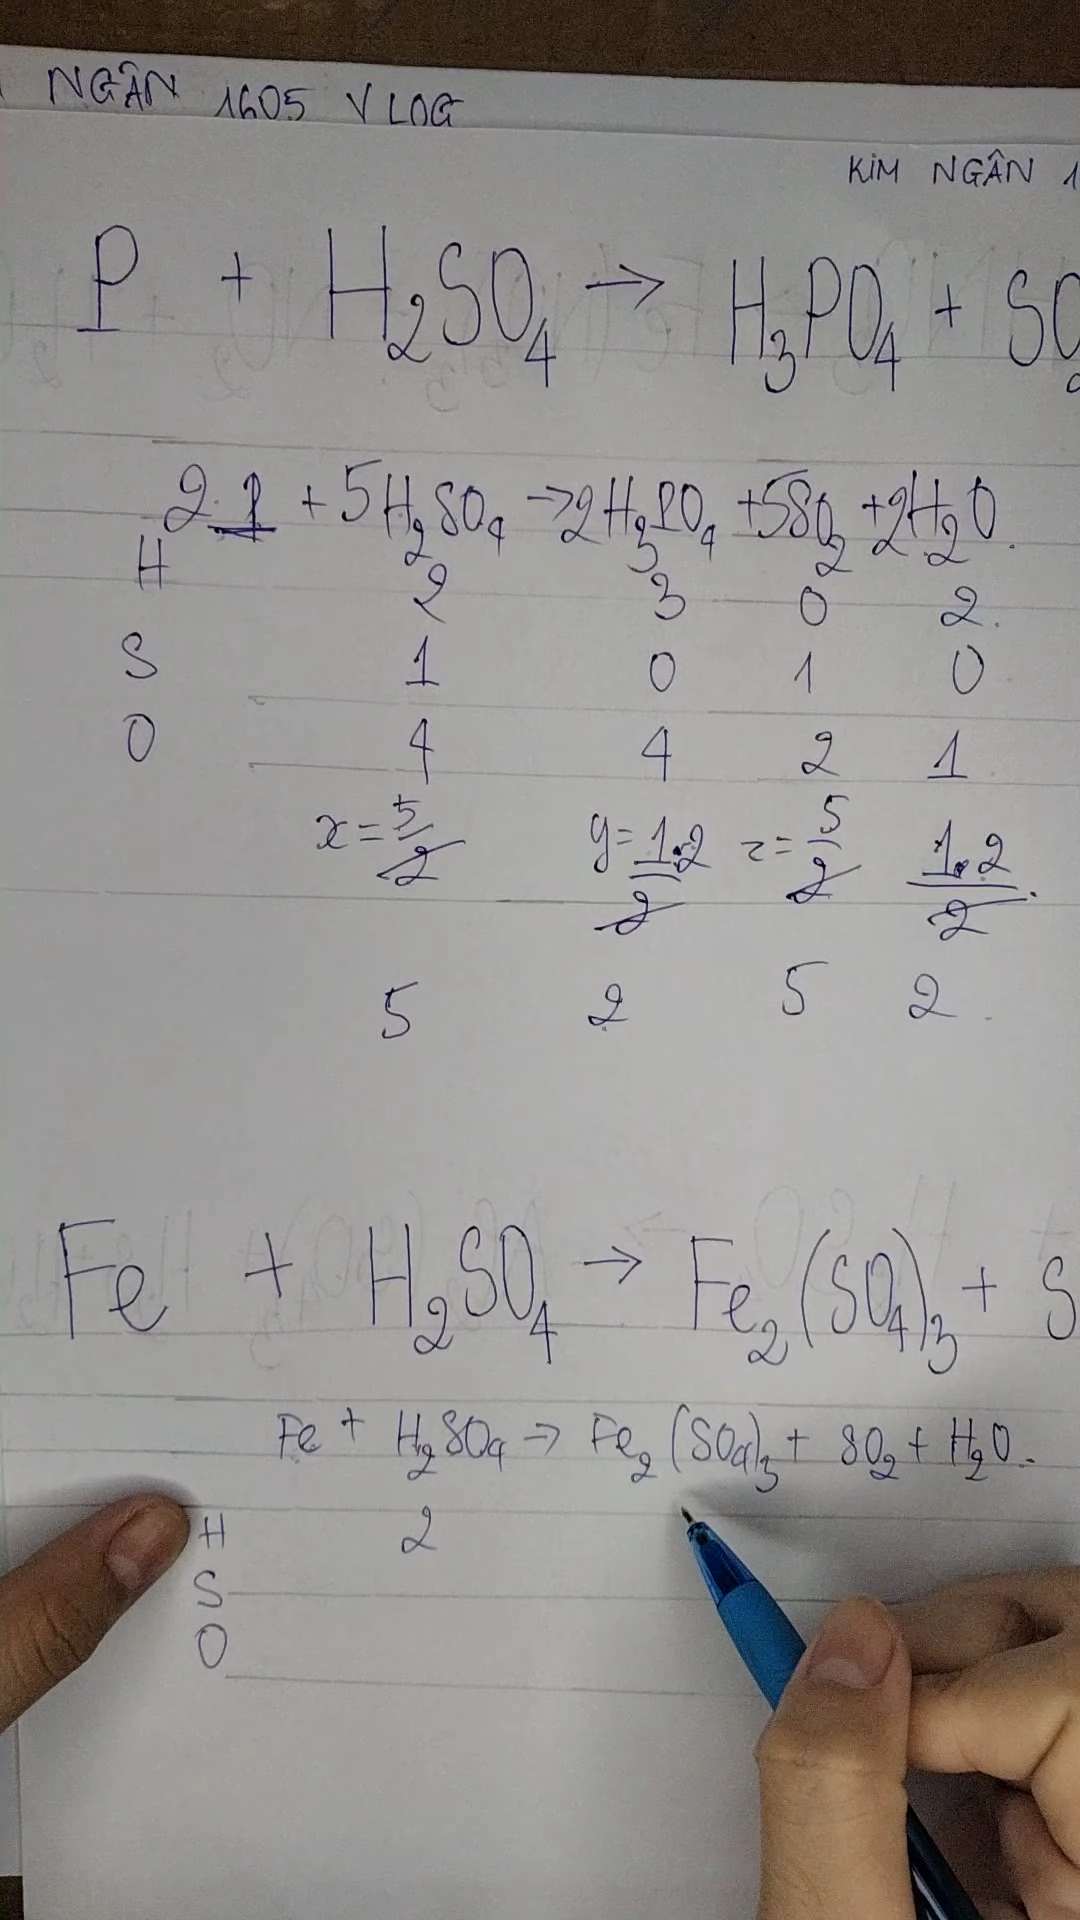 NGÂN 1605 VLOG
KIM NGÂN 1
P + H₂SO₄ → H₃PO₄ + SO₂
2P + 5H₂SO₄ → 2H₃PO₄ + 5SO₂ + 2H₂O.
H 2 3 0 2.
S 1 0 1 0
O 4 4 2 1
x = 5/2 y = 1.2/2 z = 5/2 1.2/2.
5 2 5 2.
Fe + H₂SO₄ → Fe₂(SO₄)₃ + S
Fe + H₂SO₄ → Fe₂(SO₄)₃ + SO₂ + H₂O.
H 2
S
O